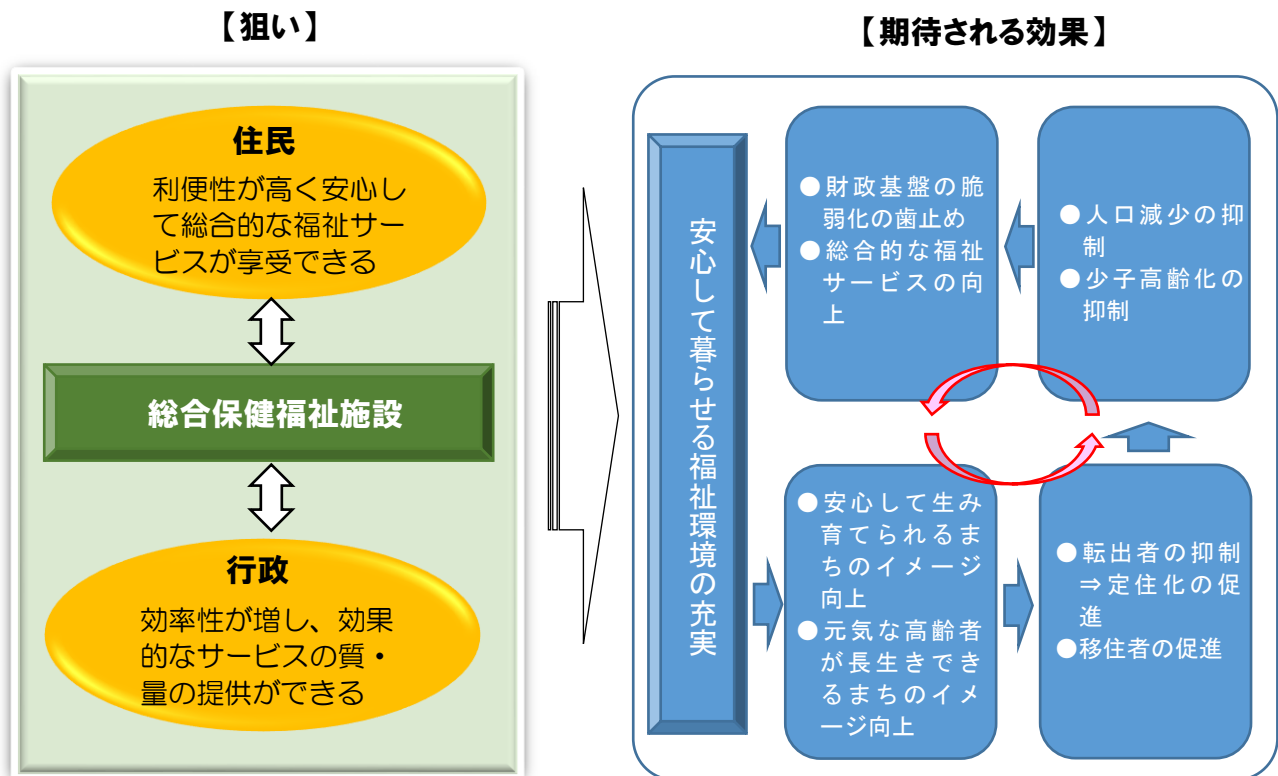 【狙い】
住民
利便性が高く安心し
て総合的な福祉サー
ビスが享受できる
総合保健福祉施設
行政
効率性が増し、効果
的なサービスの質・
量の提供ができる
【期待される効果】
安心して暮らせる福祉環境の充実
●財政基盤の脆
弱化の歯止め
●総合的な福祉
サービスの向
上
●人口減少の抑
制
●少子高齢化の
抑制
●安心して生み
育てられるま
ちのイメージ
向上
●元気な高齢者
が長生きでき
るまちのイメ
ージ向上
●転出者の抑制
⇒定住化の促
進
●移住者の促進